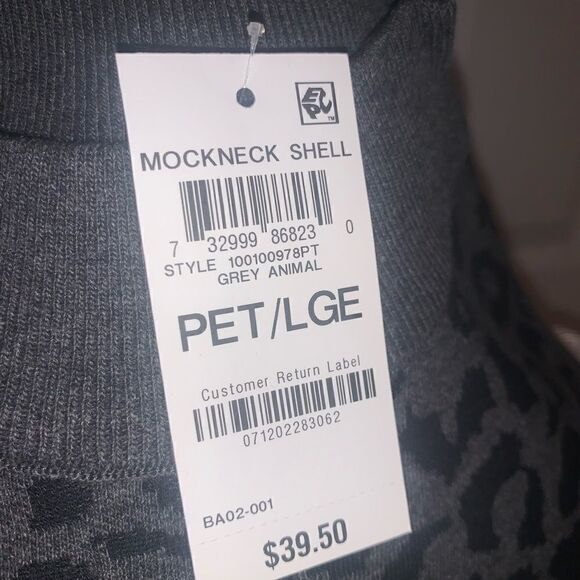 EPC™
MOCKNECK SHELL
7 32999 86823 0
STYLE 100100978PT
GREY ANIMAL
PET/LGE
Customer Return Label
071202283062
BA02-001
$39.50